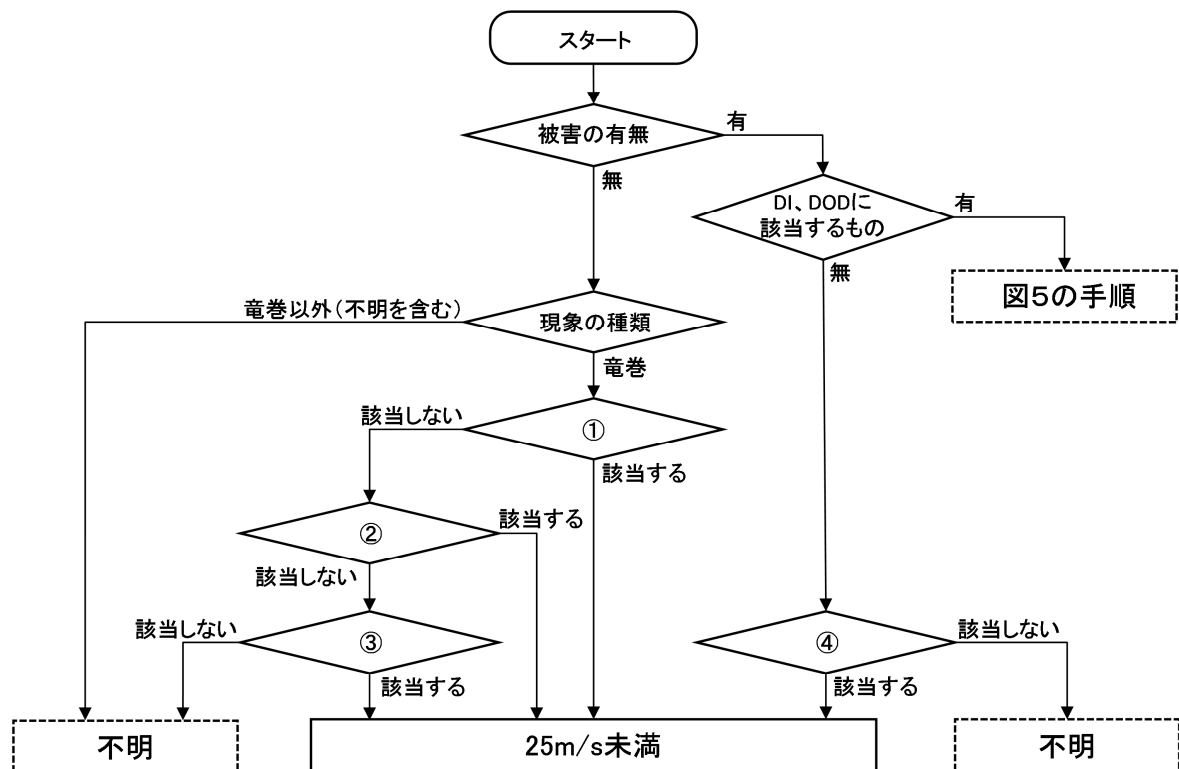 スタート
被害の有無
有
無
DI、DODに
該当するもの
有
無
図5の手順
竜巻以外(不明を含む)
現象の種類
竜巻
該当しない
①
該当する
②
該当する
該当しない
該当しない
③
該当する
④
該当しない
該当する
不明
25m/s未満
不明